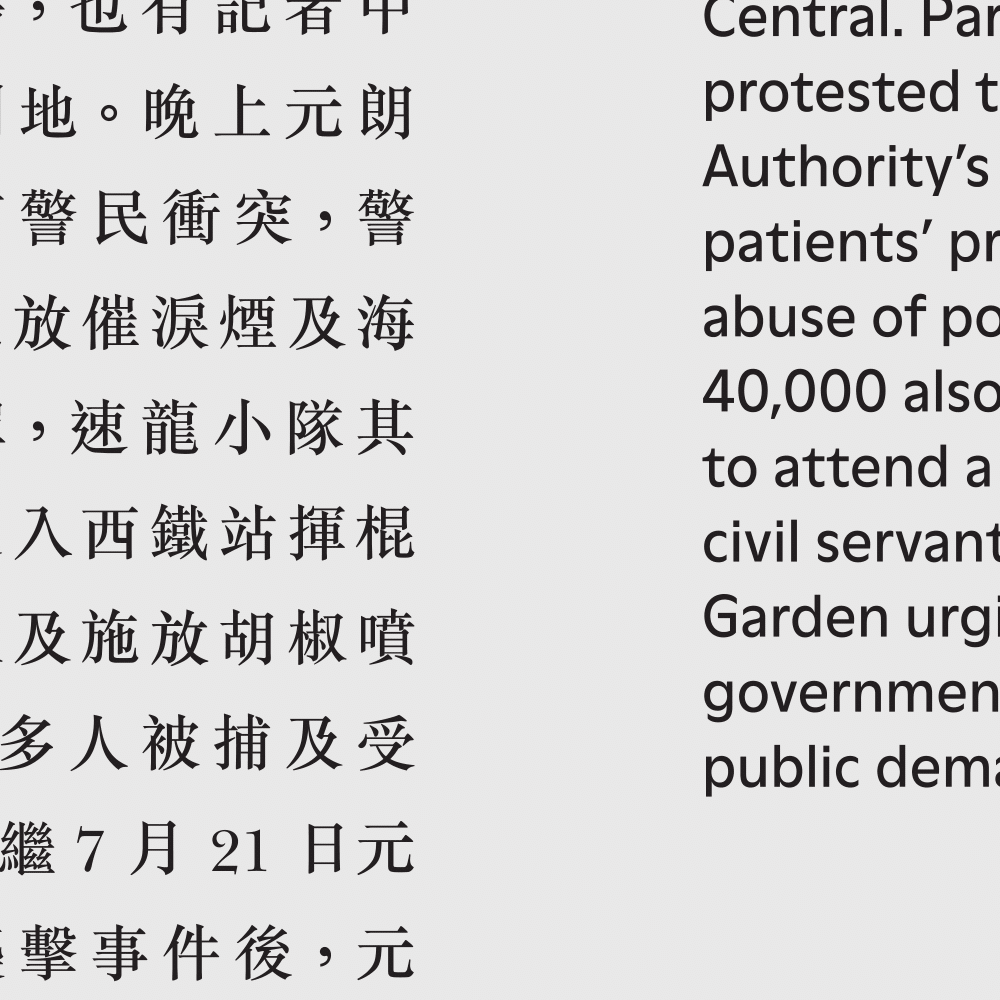 ，也有記者中
地。晚上元朗
警民衝突，警
放催淚煙及海
，速龍小隊其
入西鐵站揮棍
及施放胡椒噴
多人被捕及受
繼 7 月 21 日元
擊事件後，元
Central. Par
protested t
Authority’s
patients’ pr
abuse of po
40,000 also
to attend a
civil servant
Garden urgi
governmen
public dema